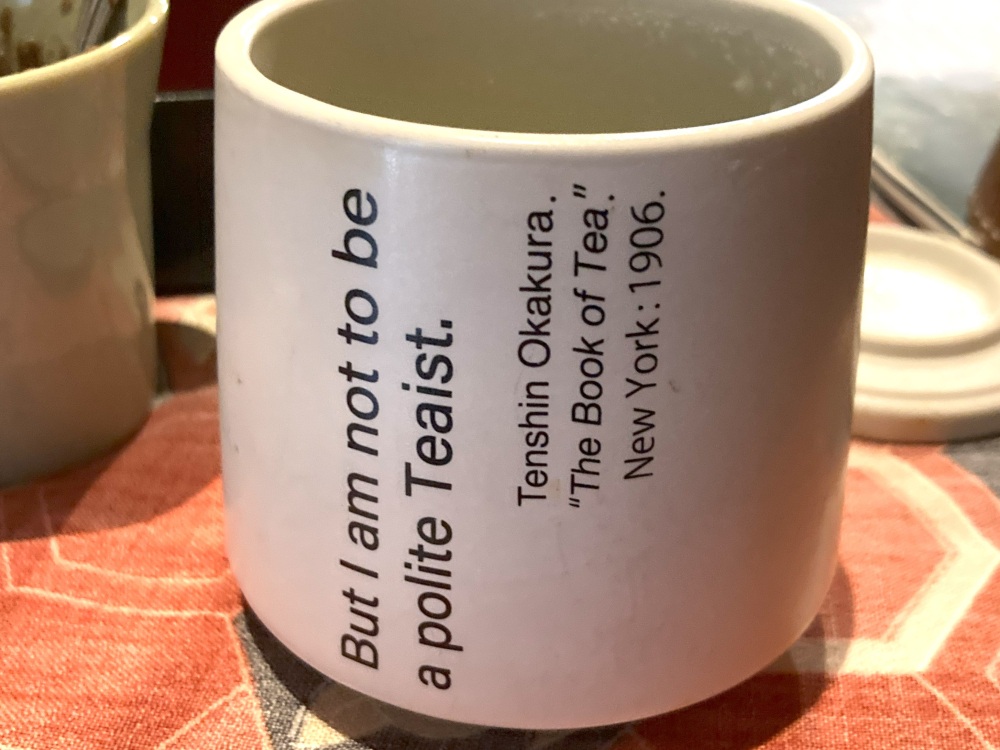 But I am not to be
a polite Teaist.
Tenshin Okakura.
“The Book of Tea”.
New York : 1906.